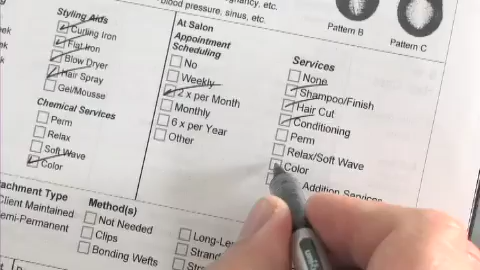 blood pressure, sinus, etc.
Pattern B
Pattern C
Styling Aids
Curling Iron
Flat Iron
Blow Dryer
Hair Spray
Gel/Mousse
Chemical Services
Perm
Relax
Soft Wave
Color
At Salon
Appointment
Scheduling
No
Weekly
2 x per Month
Monthly
6 x per Year
Other
Services
None
Shampoo/Finish
Hair Cut
Conditioning
Perm
Relax/Soft Wave
Color
Addition Services
Attachment Type
Client Maintained
Semi-Permanent
Method(s)
Not Needed
Clips
Bonding Wefts